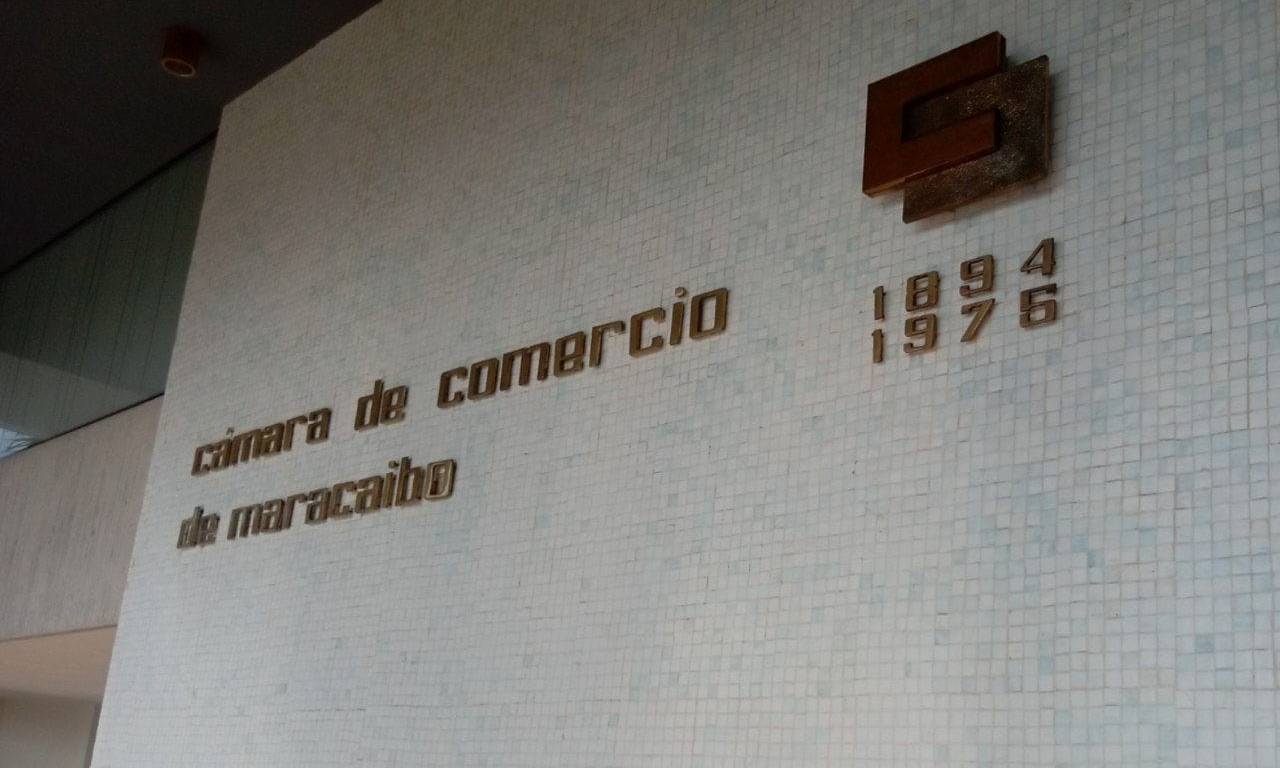 cámara de comercio
de maracaibo
1894
1975